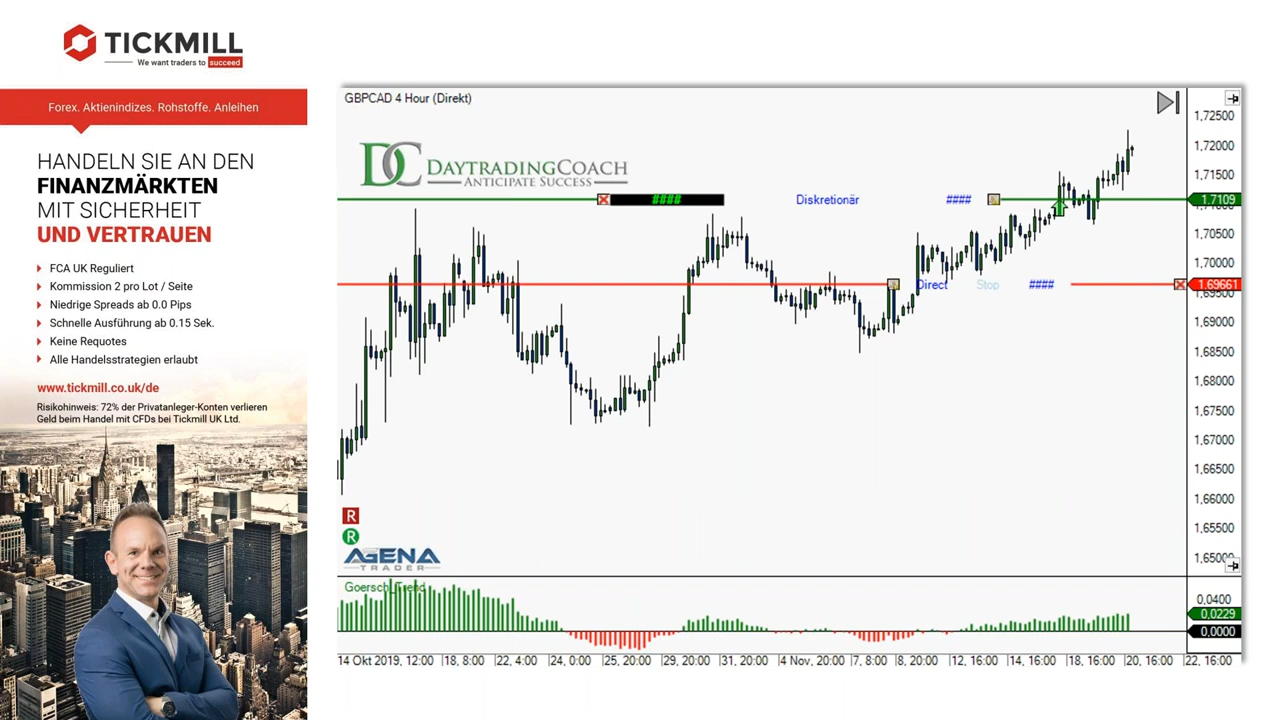 TICKMILL
We want traders to succeed
Forex. Aktienindizes. Rohstoffe. Anleihen
HANDELN SIE AN DEN
FINANZMÄRKTEN
MIT SICHERHEIT
UND VERTRAUEN
FCA UK Reguliert
Kommission 2 pro Lot / Seite
Niedrige Spreads ab 0.0 Pips
Schnelle Ausführung ab 0.15 Sek.
Keine Requotes
Alle Handelsstrategien erlaubt
www.tickmill.co.uk/de
Risikohinweis: 72% der Privatanleger-Konten verlieren
Geld beim Handel mit CFDs bei Tickmill UK Ltd.
GBPCAD 4 Hour (Direkt)
DC DAYTRADINGCOACH
ANTICIPATE SUCCESS
#### Diskretionär ####
Direct Stop ####
1,72500
1,72000
1,71500
1.7109
1,70500
1,70000
1.69661
1,69500
1,69000
1,68500
1,68000
1,67500
1,67000
1,66500
1,66000
1,65500
1,65000
R
R
AGENA
TRADER
Goersch_Trend
0,0400
0,0229
0,0000
14 Okt 2019, 12:00 18, 8:00 22, 4:00 24, 0:00 25, 20:00 29, 20:00 31, 20:00 4 Nov, 20:00 7, 8:00 8, 20:00 12, 16:00 14, 16:00 18, 16:00 20, 16:00 22, 16:00